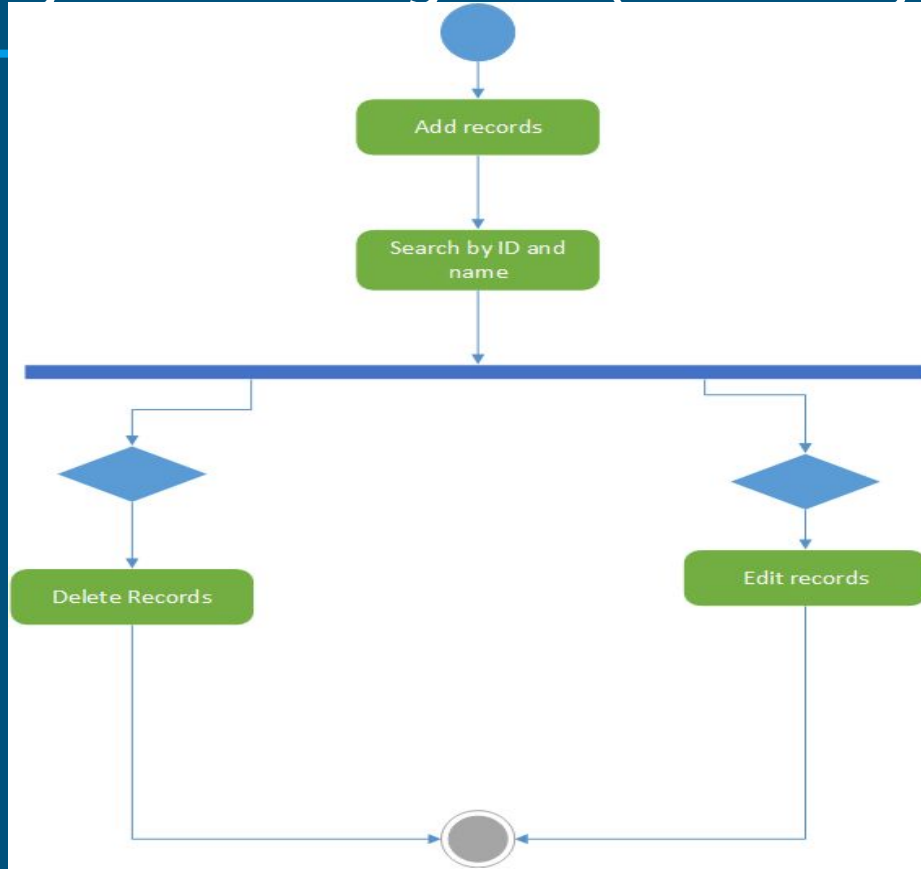 Add records
Search by ID and
name
Delete Records
Edit records